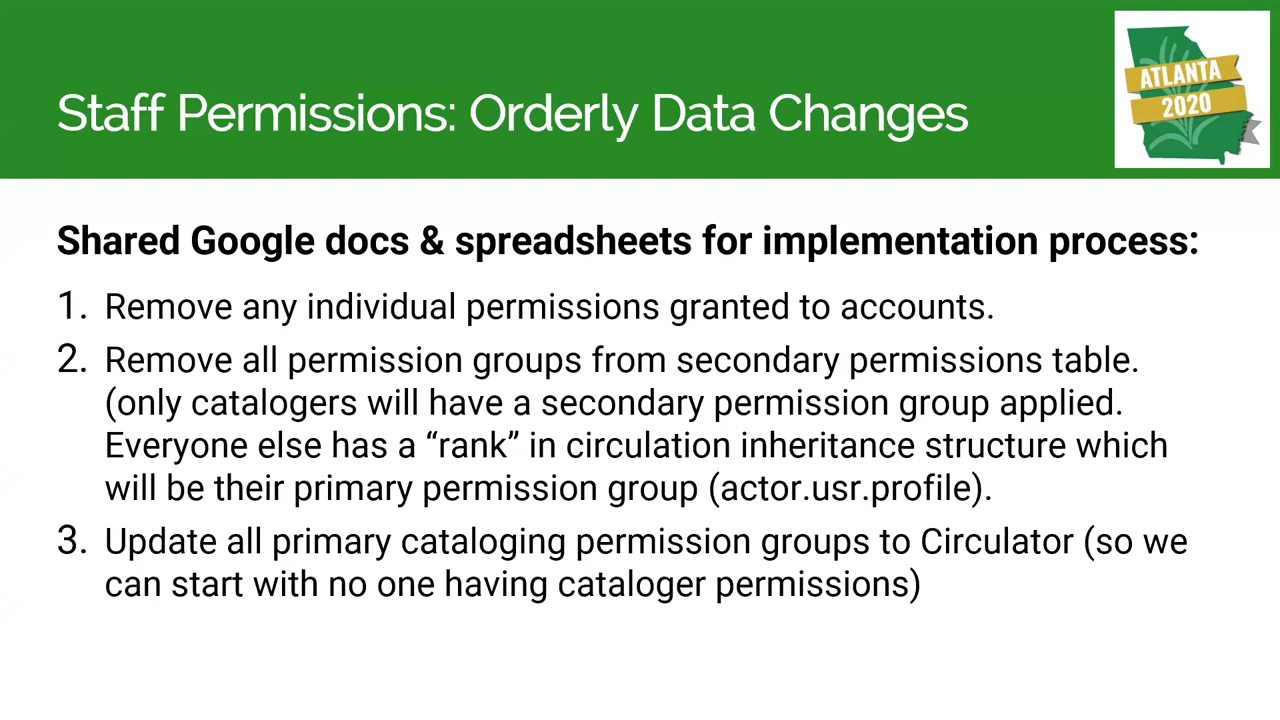 Staff Permissions: Orderly Data Changes
ATLANTA
2020
Shared Google docs & spreadsheets for implementation process:
1. Remove any individual permissions granted to accounts.
2. Remove all permission groups from secondary permissions table.
(only catalogers will have a secondary permission group applied.
Everyone else has a “rank” in circulation inheritance structure which
will be their primary permission group (actor.usr.profile).
3. Update all primary cataloging permission groups to Circulator (so we
can start with no one having cataloger permissions)